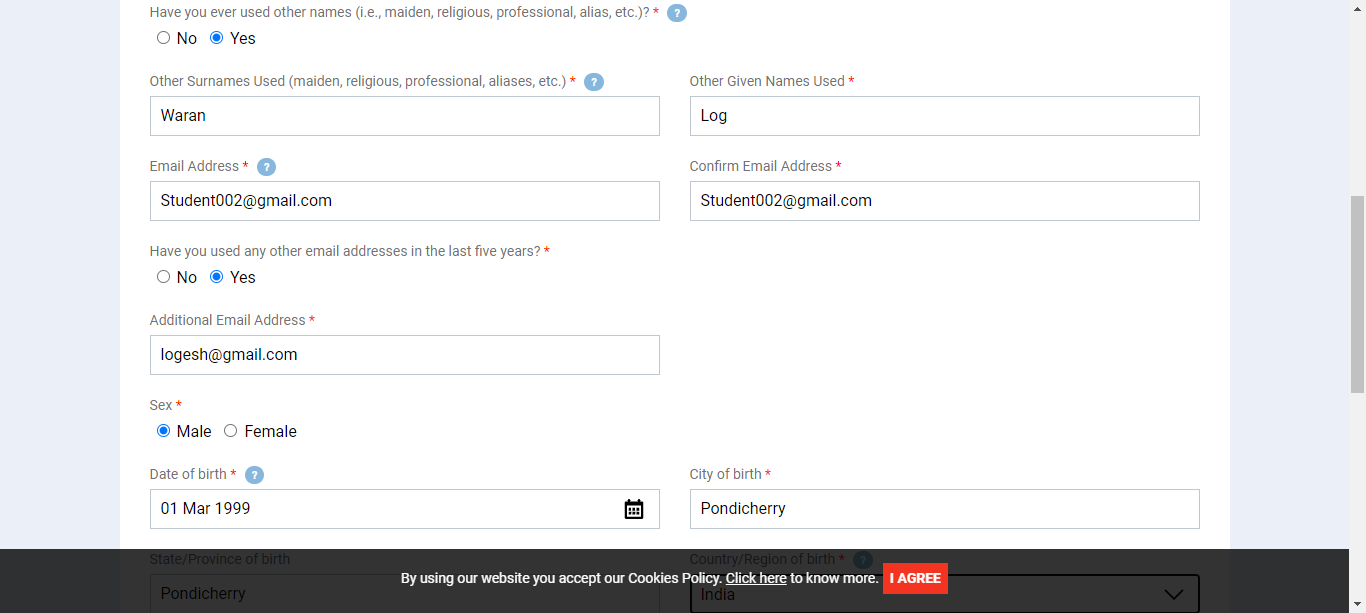 Have you ever used other names (i.e., maiden, religious, professional, alias, etc.)? * ?
No Yes
Other Surnames Used (maiden, religious, professional, aliases, etc.) * ? Other Given Names Used *
Waran Log
Email Address * ? Confirm Email Address *
Student002@gmail.com Student002@gmail.com
Have you used any other email addresses in the last five years? *
No Yes
Additional Email Address *
logesh@gmail.com
Sex *
Male Female
Date of birth * ? City of birth *
01 Mar 1999 Pondicherry
State/Province of birth Country/Region of birth * ?
By using our website you accept our Cookies Policy. Click here to know more. I AGREE
Pondicherry India